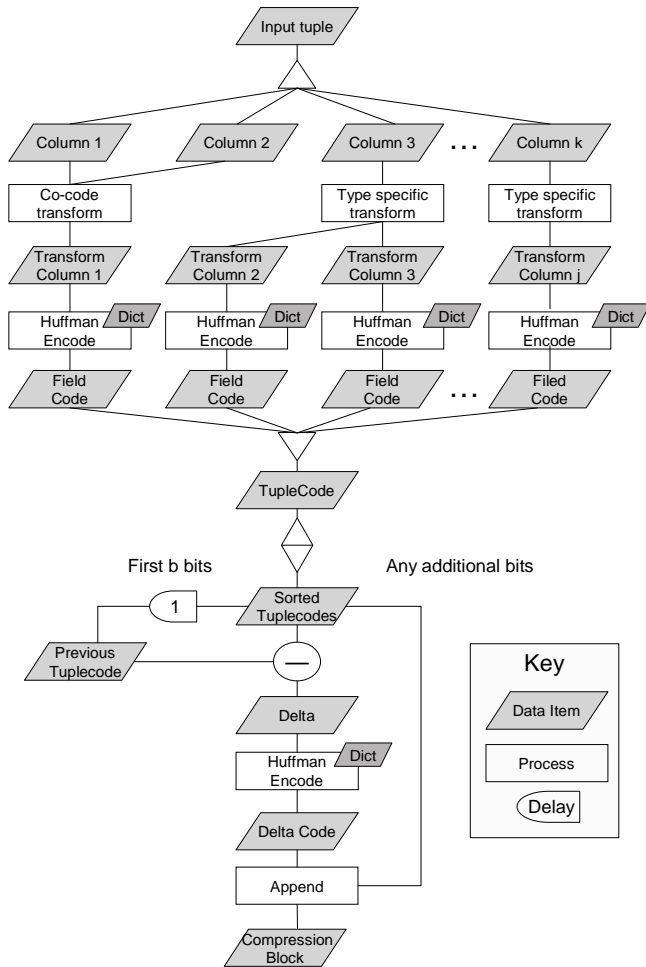 Input tuple
Column 1
Column 2
Column 3
...
Column k
Co-code
transform
Type specific
transform
Type specific
transform
Transform
Column 1
Transform
Column 2
Transform
Column 3
Transform
Column j
Huffman
Encode
Dict
Huffman
Encode
Dict
Huffman
Encode
Dict
Huffman
Encode
Dict
Field
Code
Field
Code
Field
Code
...
Filed
Code
TupleCode
First b bits
Any additional bits
1
Sorted
Tuplecodes
Previous
Tuplecode
—
Delta
Huffman
Encode
Dict
Delta Code
Append
Compression
Block
Key
Data Item
Process
Delay